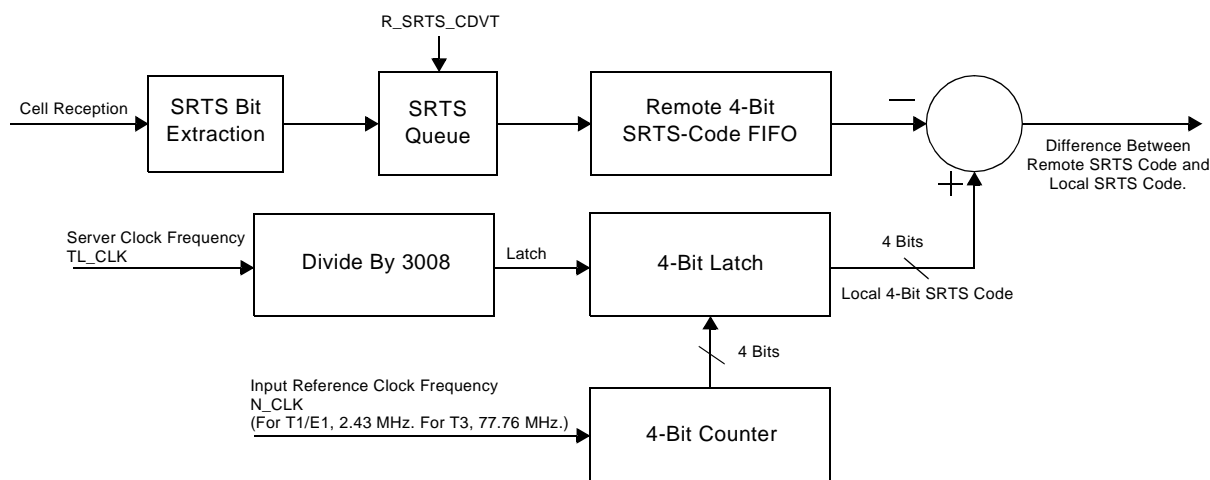 R_SRTS_CDVT
Cell Reception
SRTS Bit
Extraction
SRTS
Queue
Remote 4-Bit
SRTS-Code FIFO
—
+
Difference Between
Remote SRTS Code and
Local SRTS Code.
Server Clock Frequency
TL_CLK
Divide By 3008
Latch
4-Bit Latch
4 Bits
Local 4-Bit SRTS Code
4 Bits
Input Reference Clock Frequency
N_CLK
(For T1/E1, 2.43 MHz. For T3, 77.76 MHz.)
4-Bit Counter